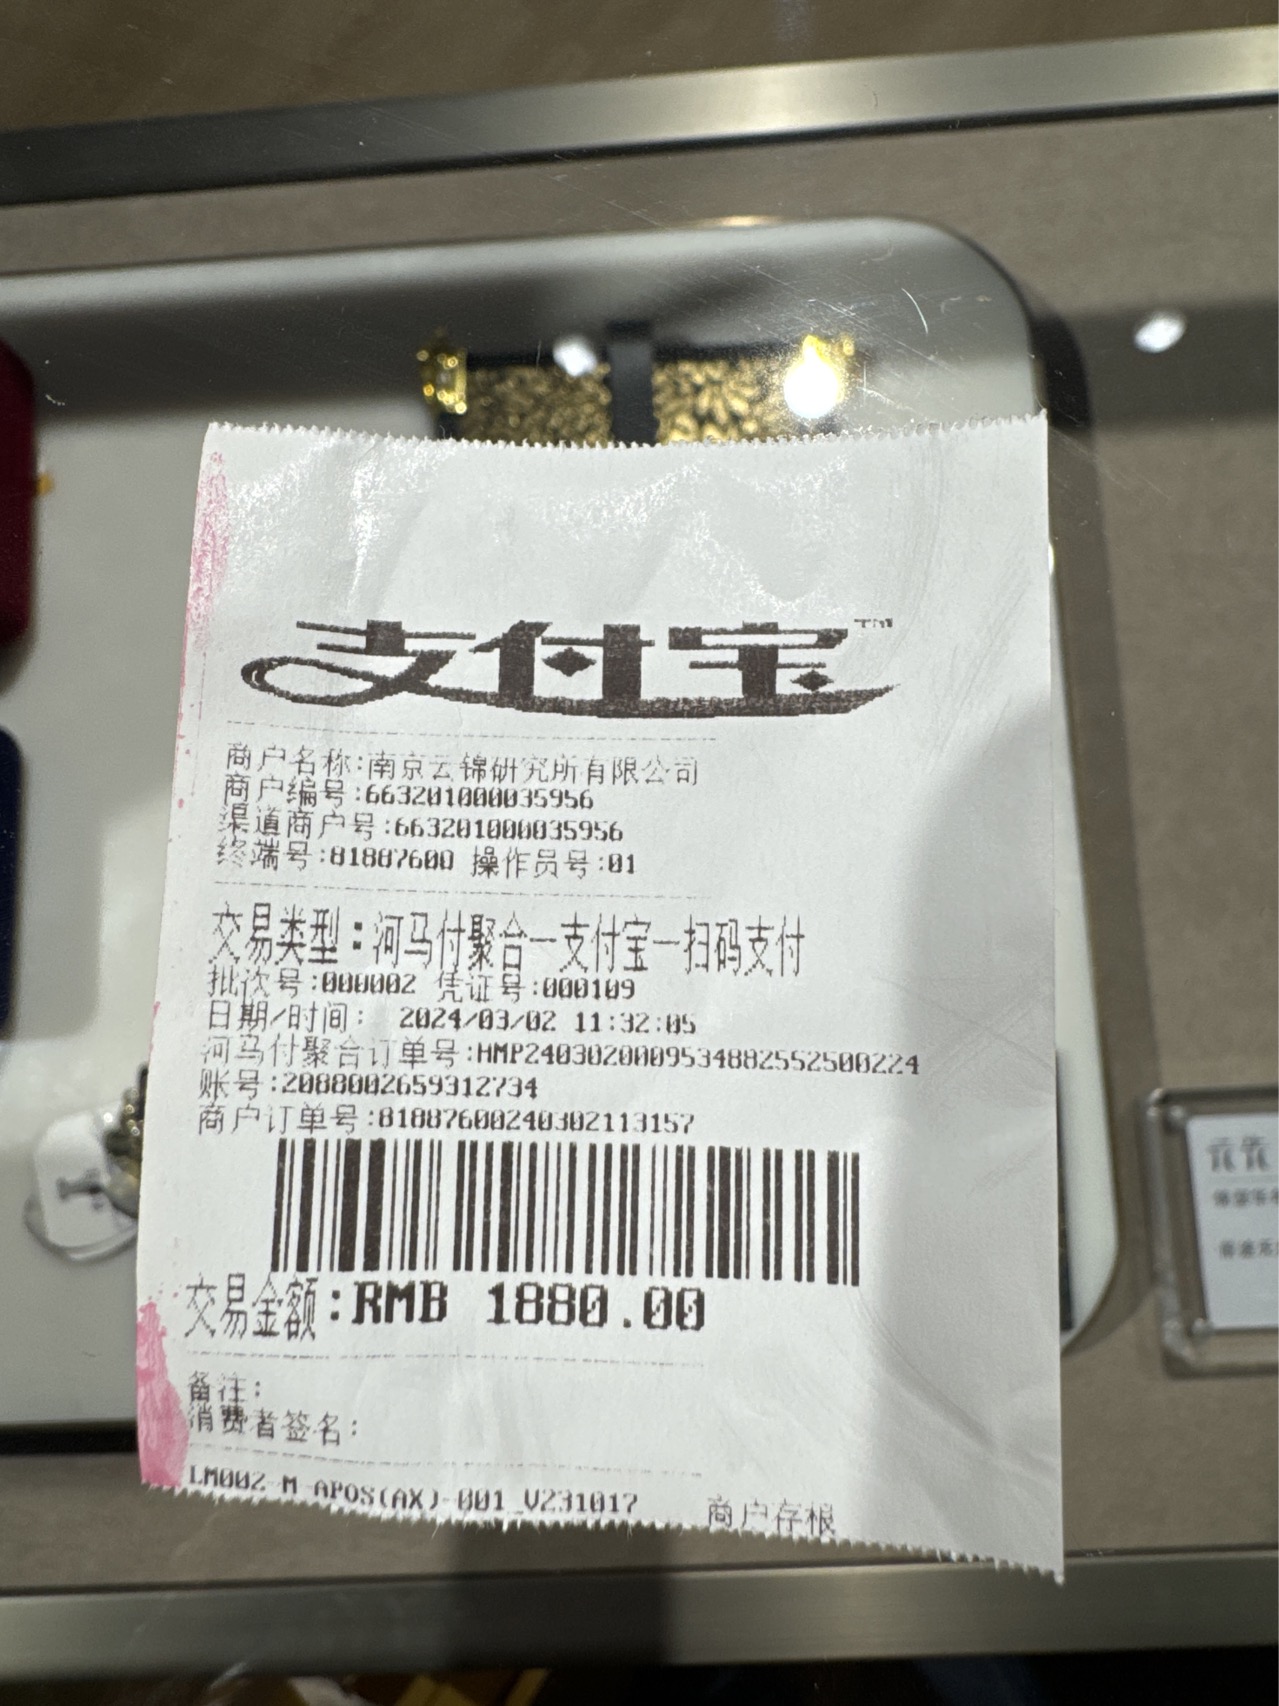 支付宝™
商户名称:南京云锦研究所有限公司
商户编号:663201000035956
渠道商户号:663201000035956
终端号:81887600 操作员号:01
交易类型:河马付聚合一支付宝一扫码支付
批次号:000002 凭证号:000109
日期/时间: 2024/03/02 11:32:05
河马付聚合订单号:HMP2403020009534882552500224
账号:2088002659312734
商户订单号:81887600240302113157
交易金额:RMB 1880.00
备注:
消费者签名:
LM002-M-APOS(AX)-001_V231017 商户存根